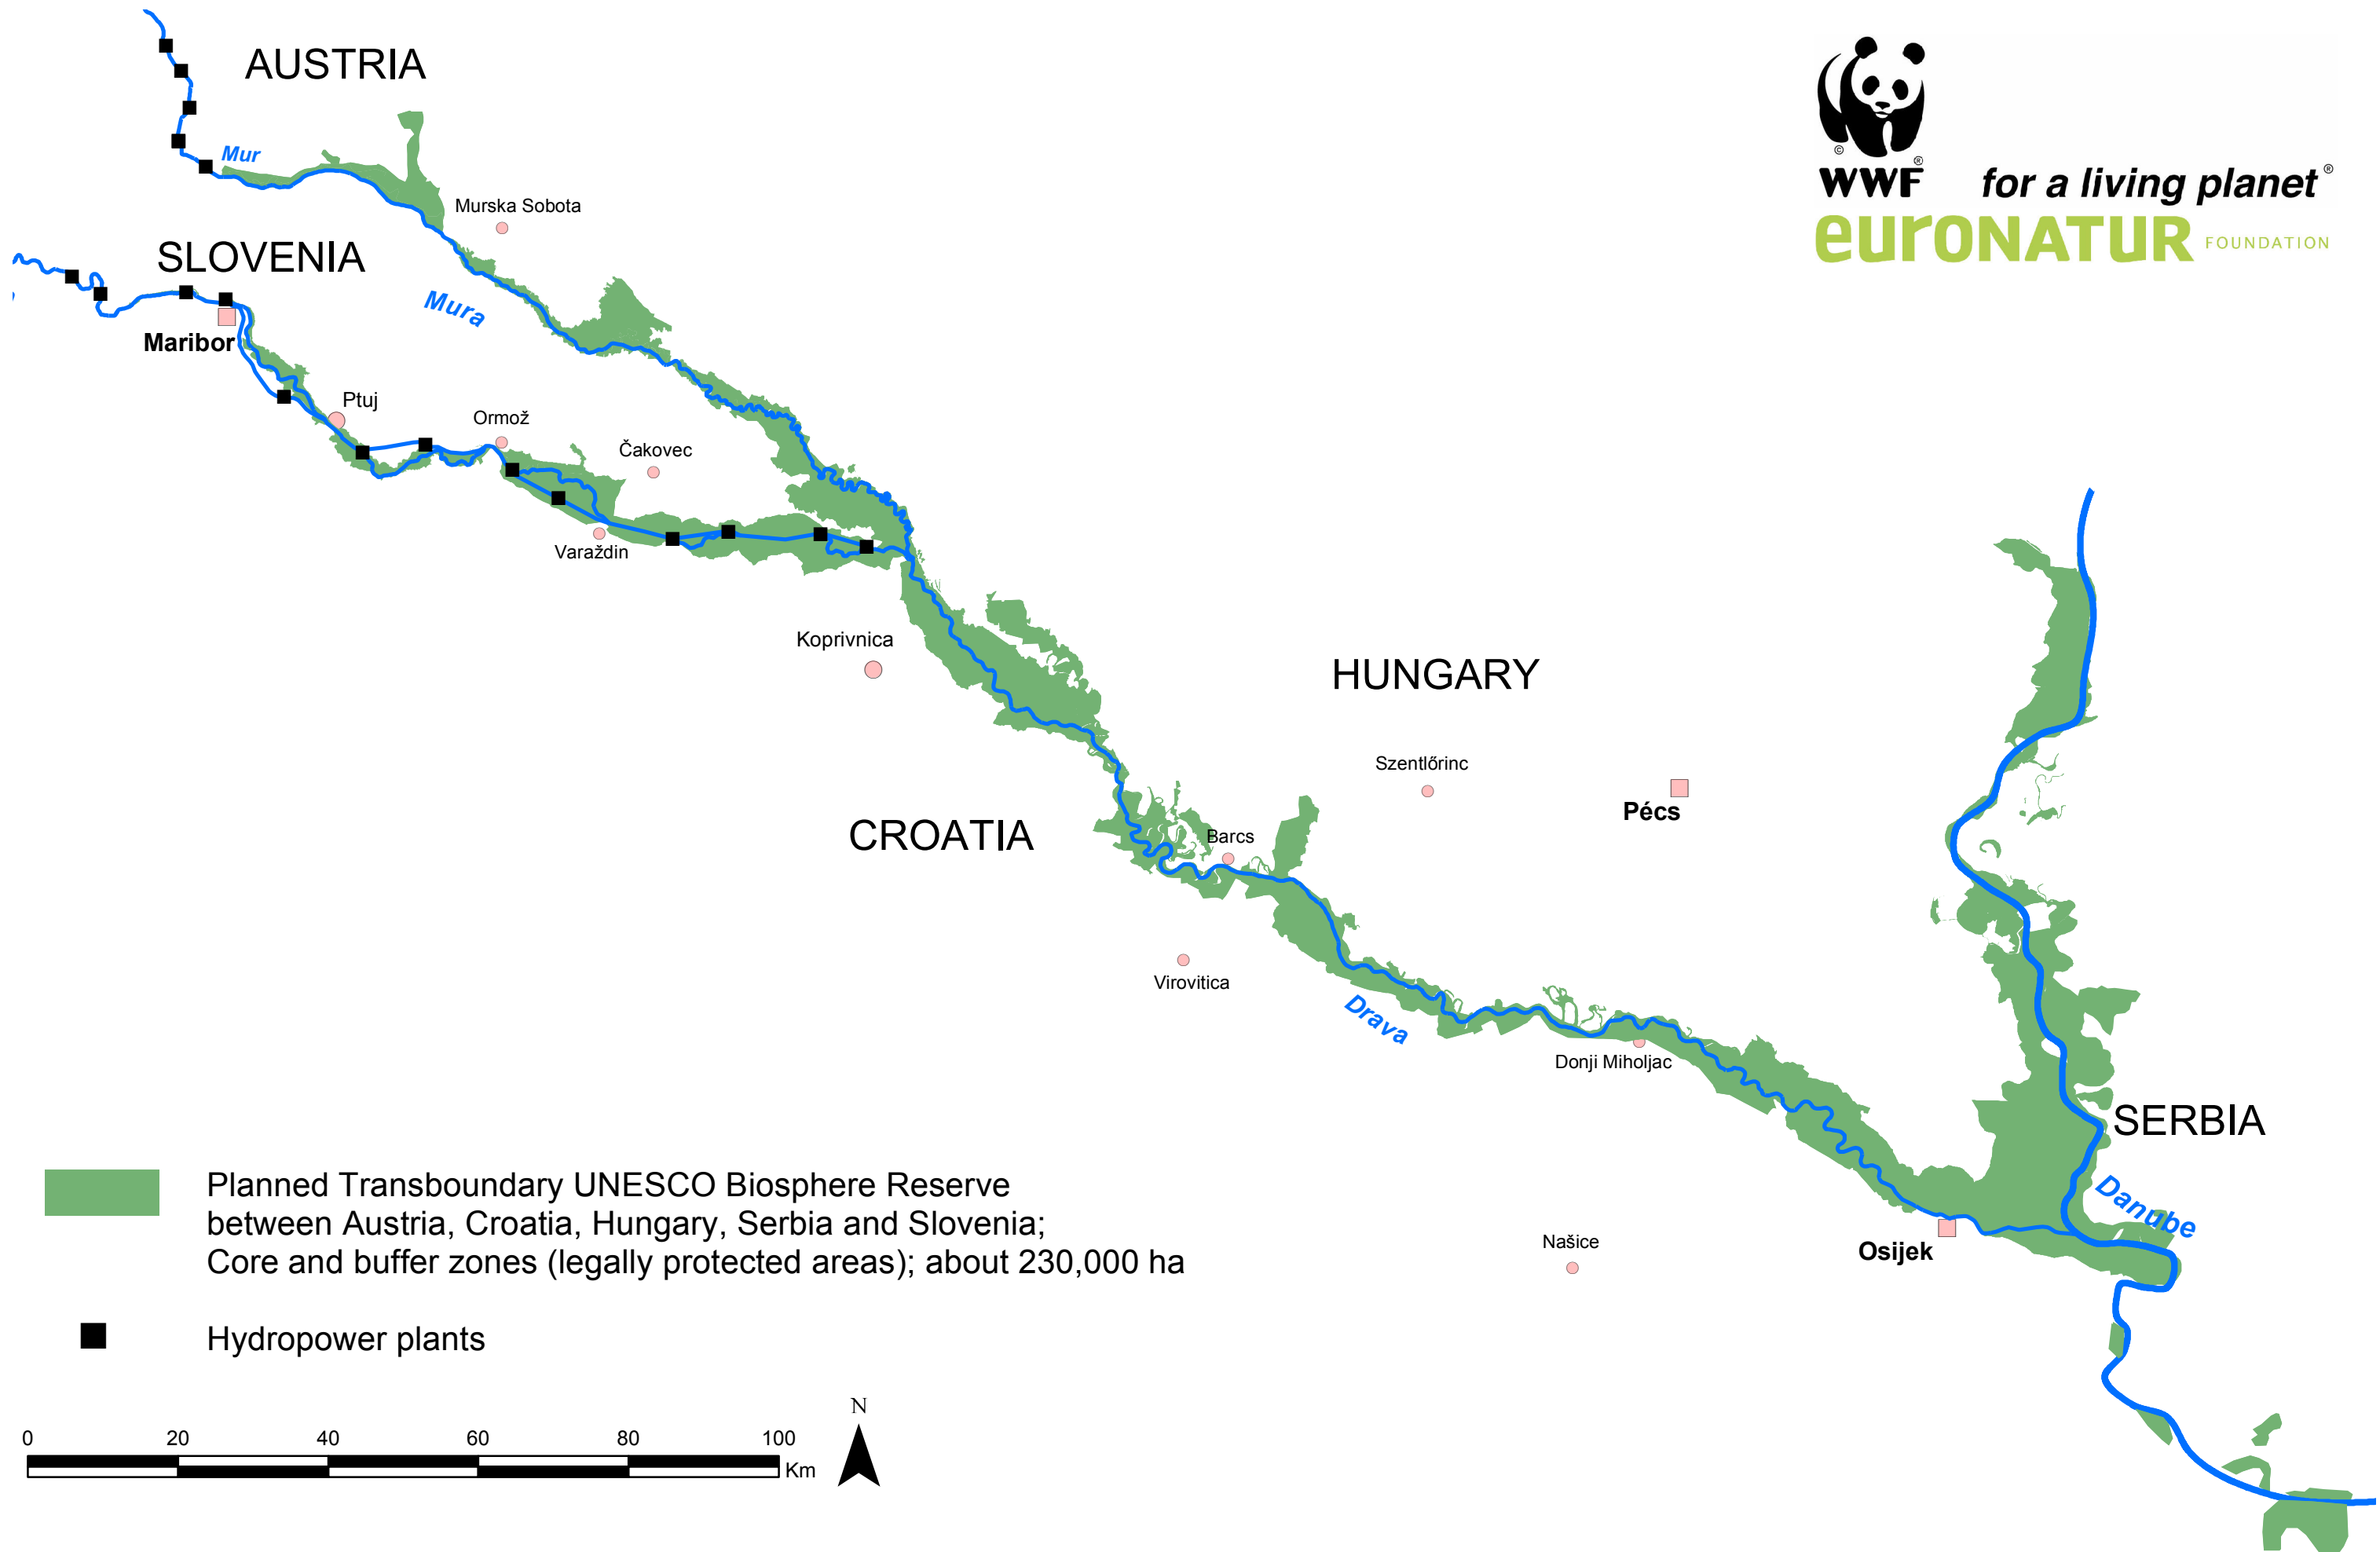 AUSTRIA
Mur
Murska Sobota
SLOVENIA
Mura
Maribor
Ptuj
Ormož
Čakovec
Varaždin
Koprivnica
HUNGARY
Szentlőrinc
Pécs
CROATIA
Barcs
Virovitica
Drava
Donji Miholjac
SERBIA
Danube
Našice
Osijek
©
®
WWF
for a living planet®
euroNATUR FOUNDATION
Planned Transboundary UNESCO Biosphere Reserve
between Austria, Croatia, Hungary, Serbia and Slovenia;
Core and buffer zones (legally protected areas); about 230,000 ha
Hydropower plants
0 20 40 60 80 100
Km
N